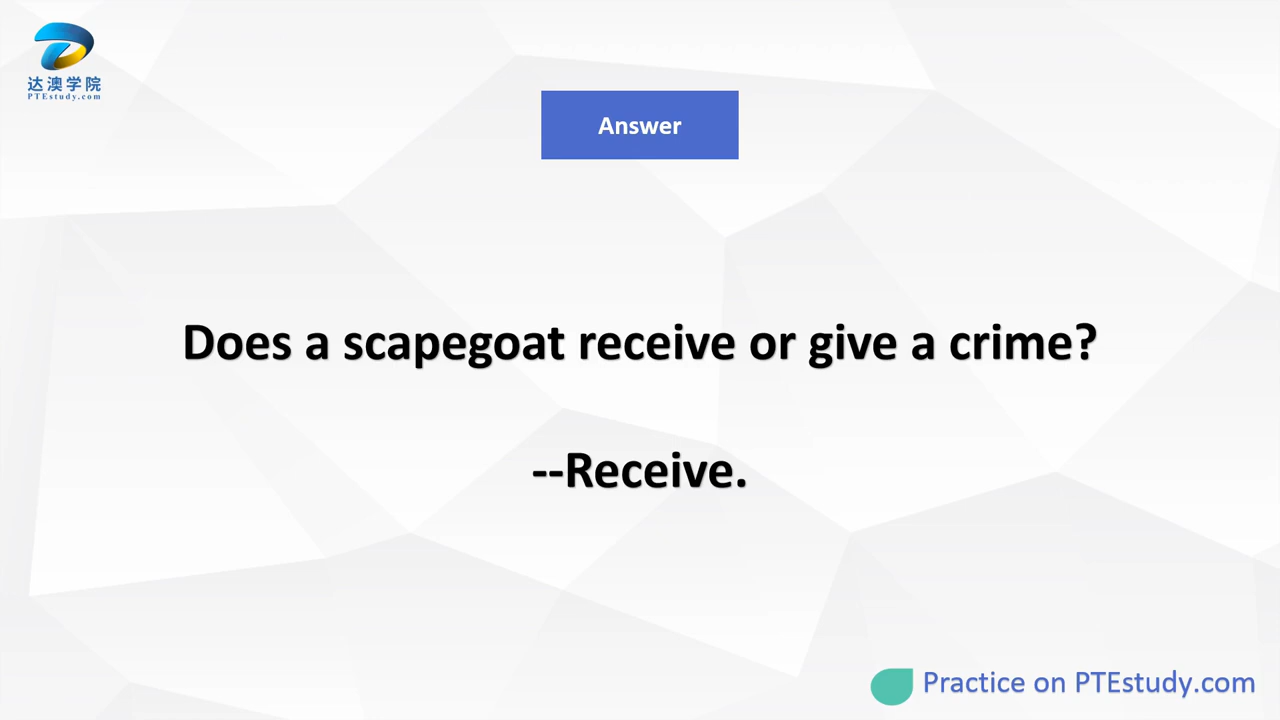 达澳学院
PTEstudy.com
Answer
Does a scapegoat receive or give a crime?
--Receive.
Practice on PTEstudy.com